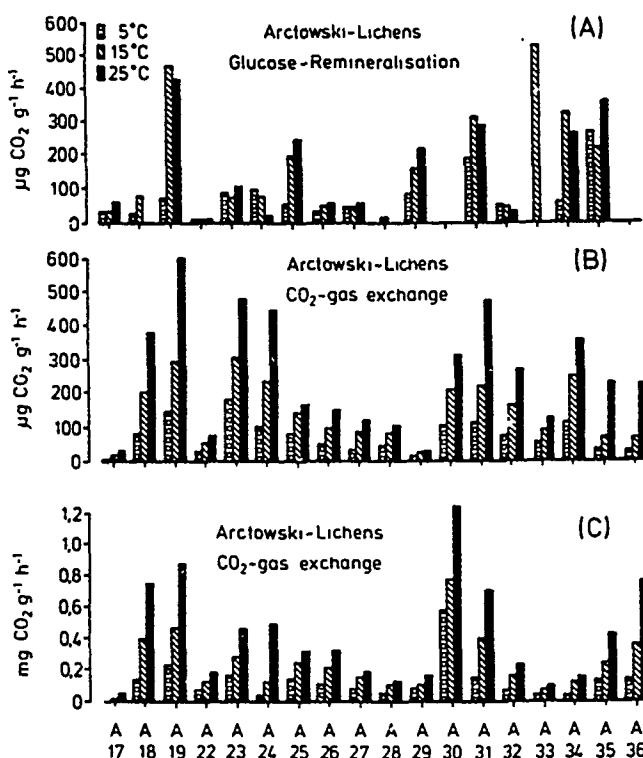 600
500
400
300
200
100
0
µg CO₂ g⁻¹ h⁻¹
5°C
15°C
25°C
Arctowski-Lichens
Glucose-Remineralisation
(A)
600
500
400
300
200
100
0
µg CO₂ g⁻¹ h⁻¹
Arctowski-Lichens
CO₂-gas exchange
(B)
1,2
0,8
0,6
0,4
0,2
0
mg CO₂ g⁻¹ h⁻¹
Arctowski-Lichens
CO₂-gas exchange
(C)
A A A A A A A A A A A A A A A A A A
17 18 19 22 23 24 25 26 27 28 29 30 31 32 33 34 35 36